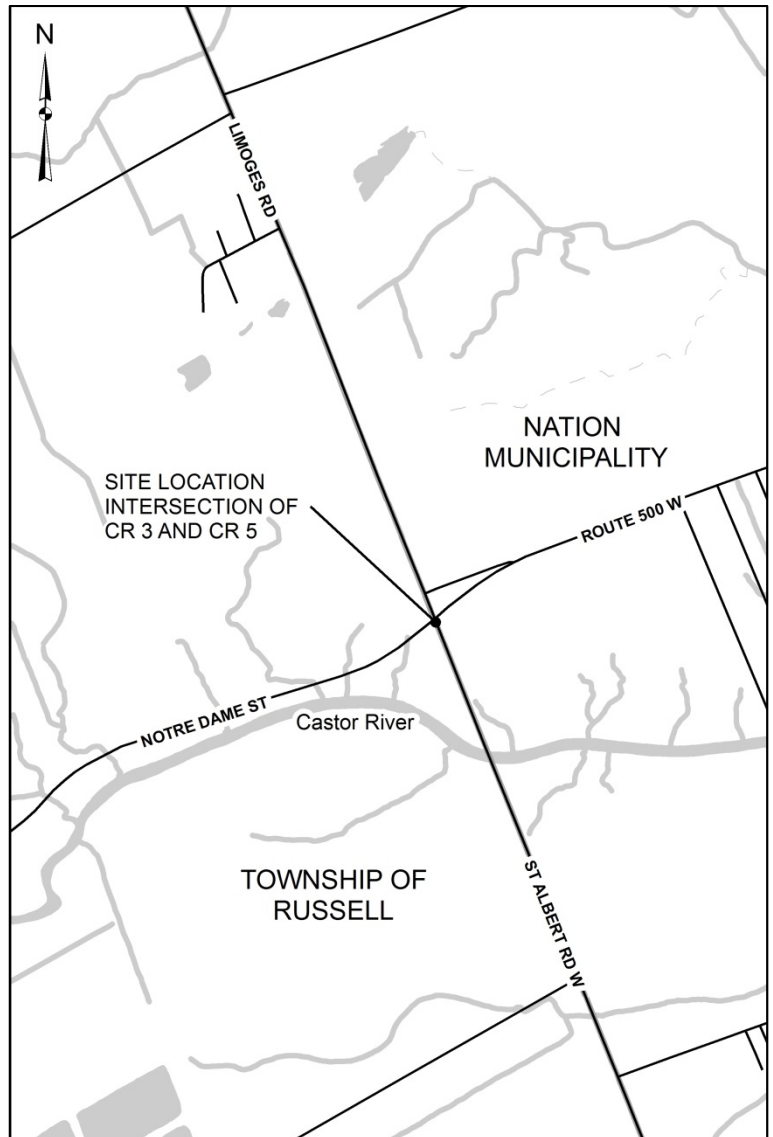 N
LIMOGES RD
NATION
MUNICIPALITY
SITE LOCATION
INTERSECTION OF
CR 3 AND CR 5
ROUTE 500 W
NOTRE DAME ST
Castor River
TOWNSHIP OF
RUSSELL
ST ALBERT RD W